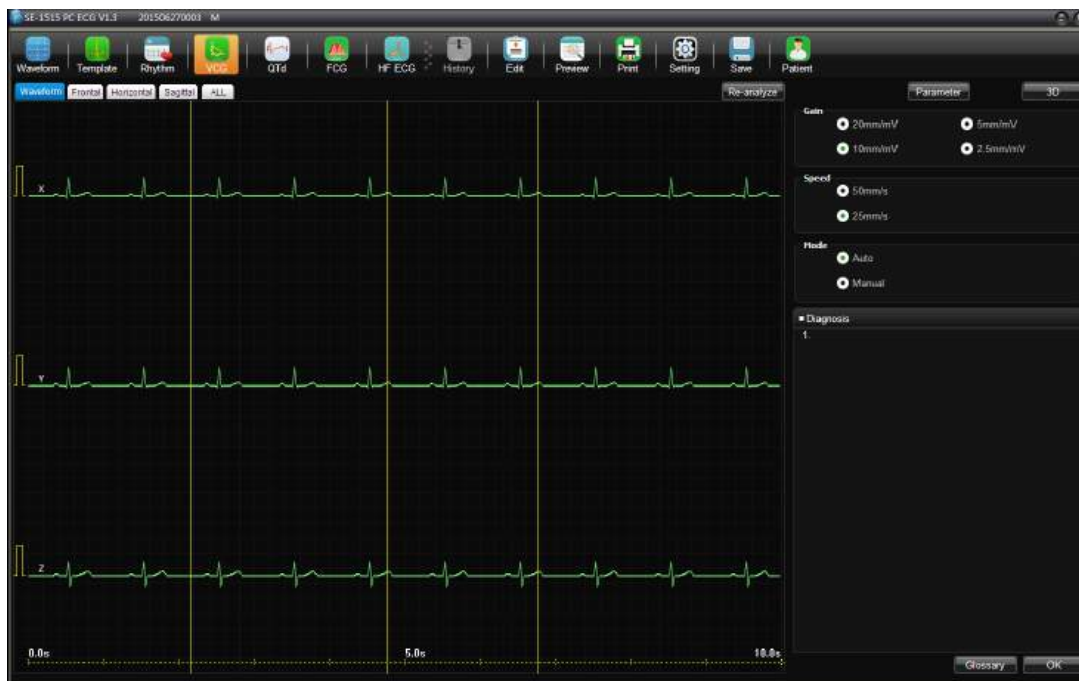 SE-1515 PC ECG V1.3 201506270003 M
Waveform Template Rhythm VCG QTd FCG HF ECG History Edit Preview Print Setting Save Patient
Waveform Frontal Horizontal Sagittal ALL Re-analyze Parameter 3D
Gain
20mm/mV 5mm/mV
10mm/mV 2.5mm/mV
Speed
50mm/s
25mm/s
Mode
Auto
Manual
Diagnosis
1.
X
Y
Z
0.0s 5.0s 10.0s
Glossary OK